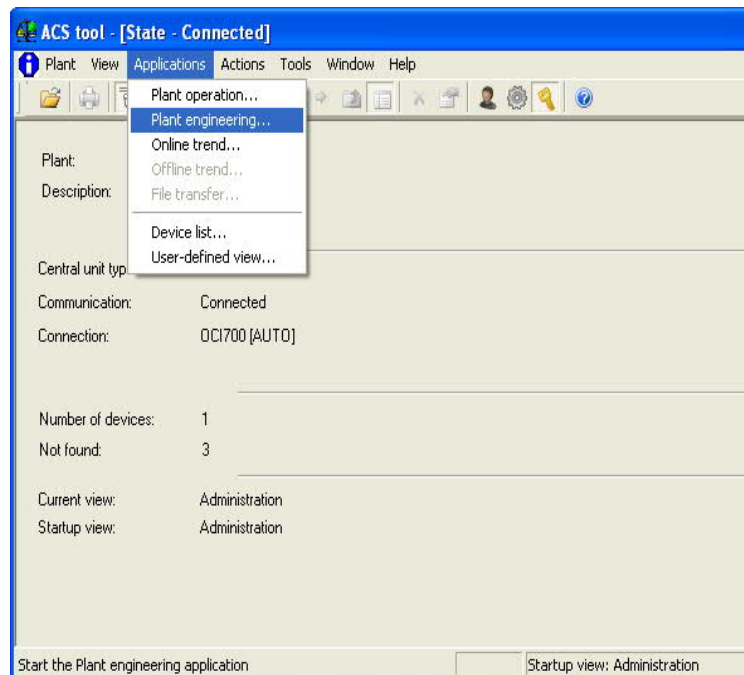 ACS tool - [State - Connected]
Plant View Applications Actions Tools Window Help
Plant operation...
Plant engineering...
Online trend...
Offline trend...
File transfer...
Device list...
User-defined view...
Plant:
Description:
Central unit typ
Communication: Connected
Connection: OCI700 [AUTO]
Number of devices: 1
Not found: 3
Current view: Administration
Startup view: Administration
Start the Plant engineering application Startup view: Administration